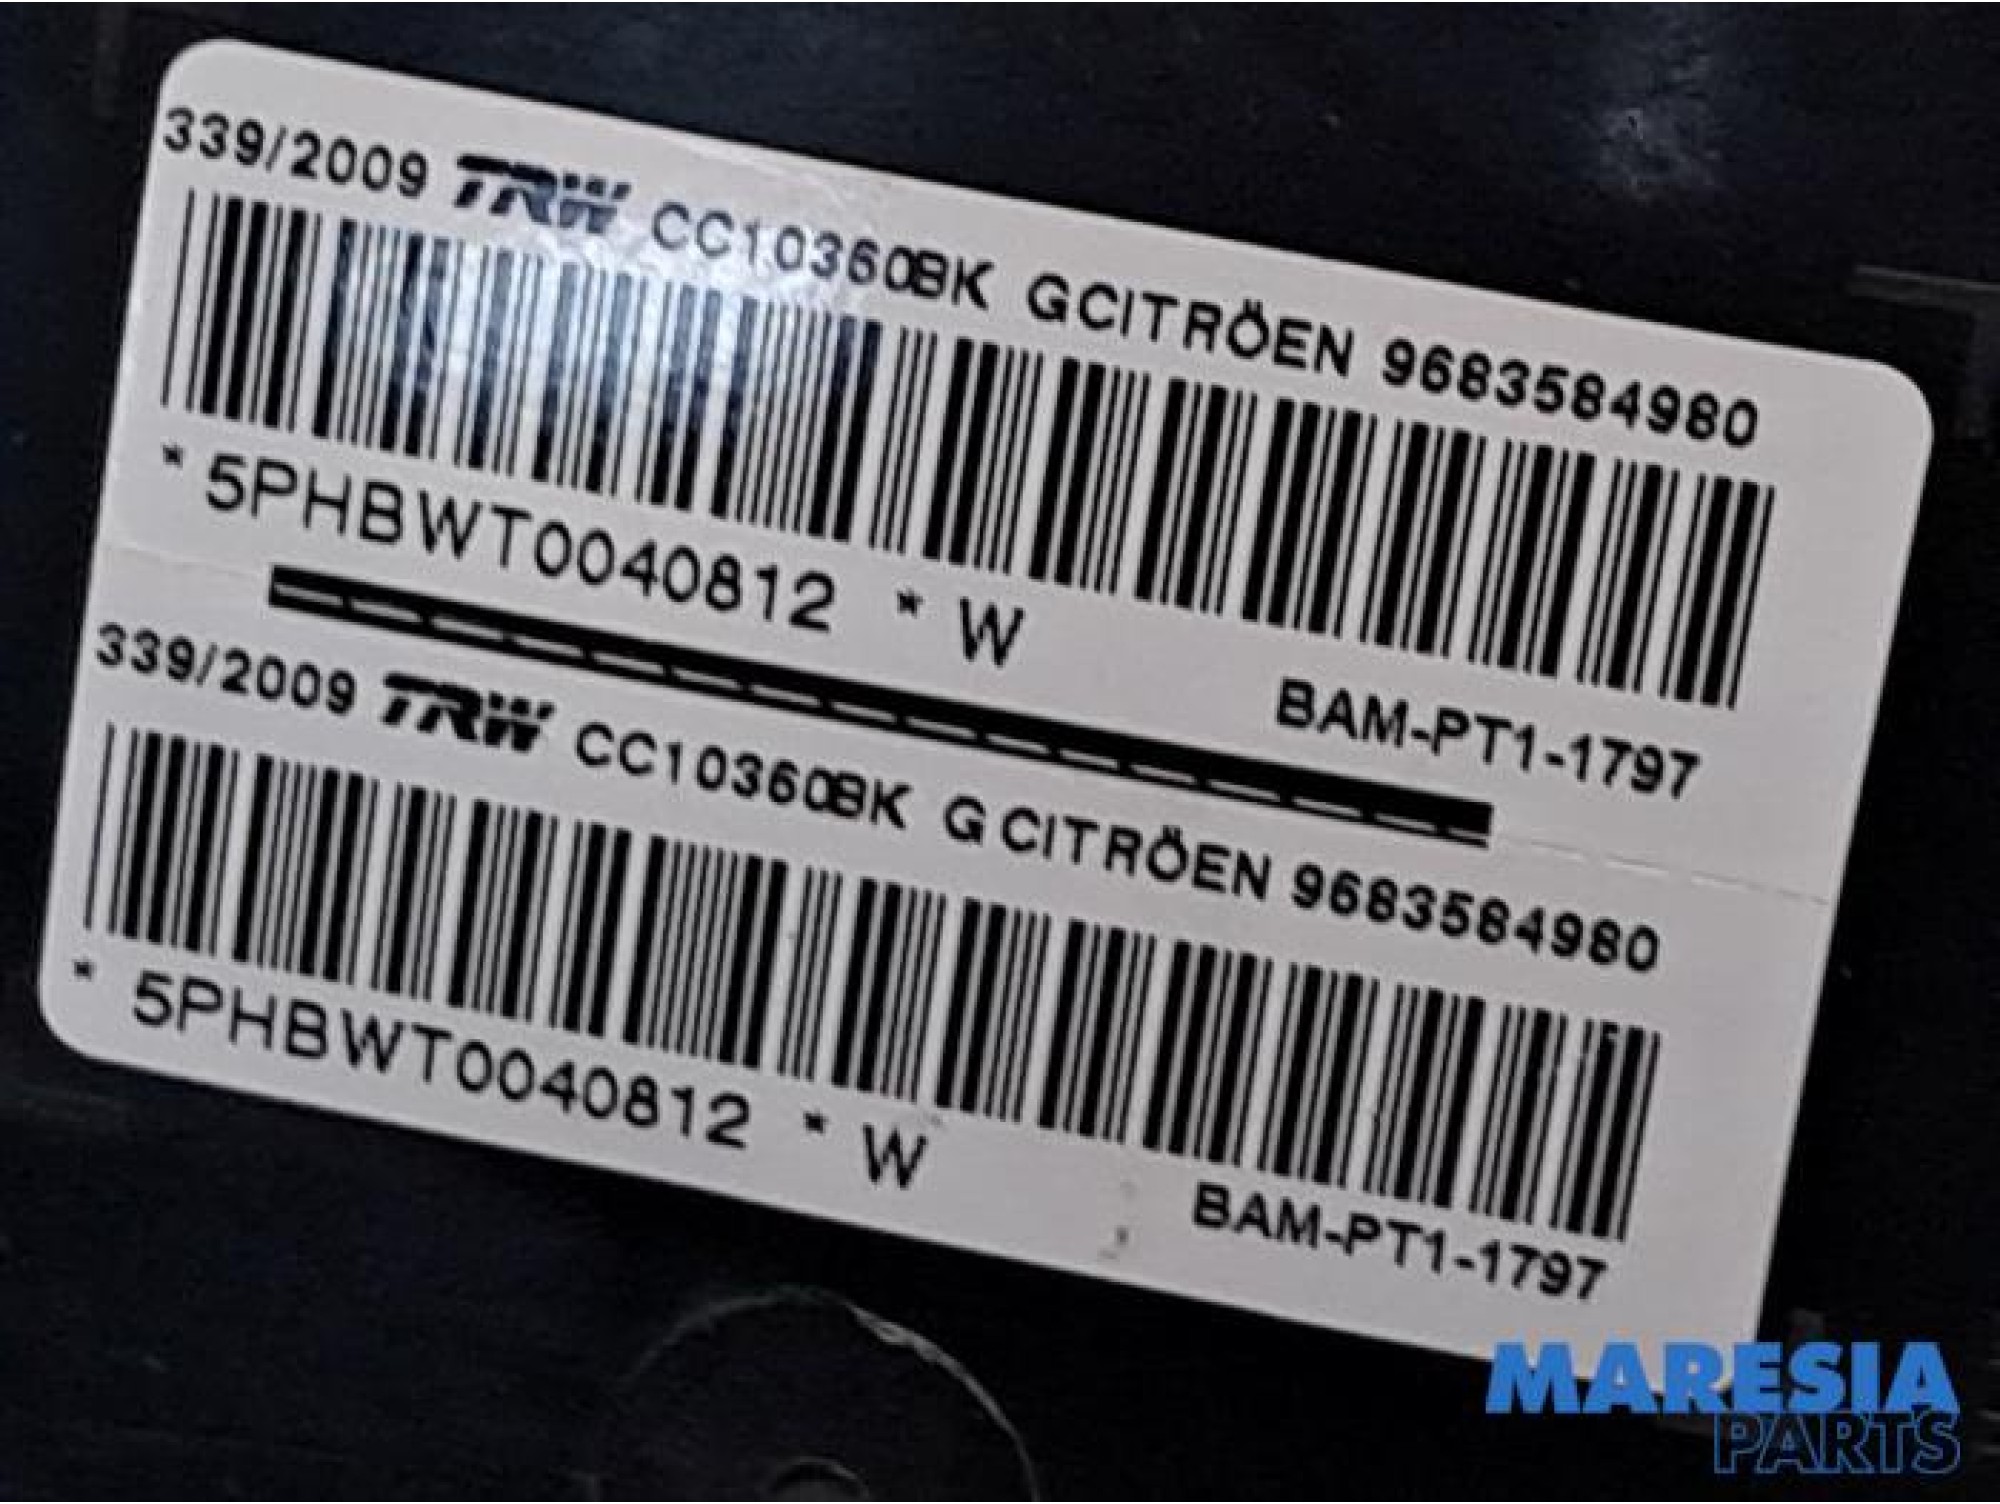 339/2009 TRW CC10360BK GCITRÖEN 9683584980
* 5PHBWT0040812 * W
BAM-PT1-1797
339/2009 TRW CC10360BK G CITRÖEN 9683584980
* 5PHBWT0040812 * W
BAM-PT1-1797
MARESIA
PARTS